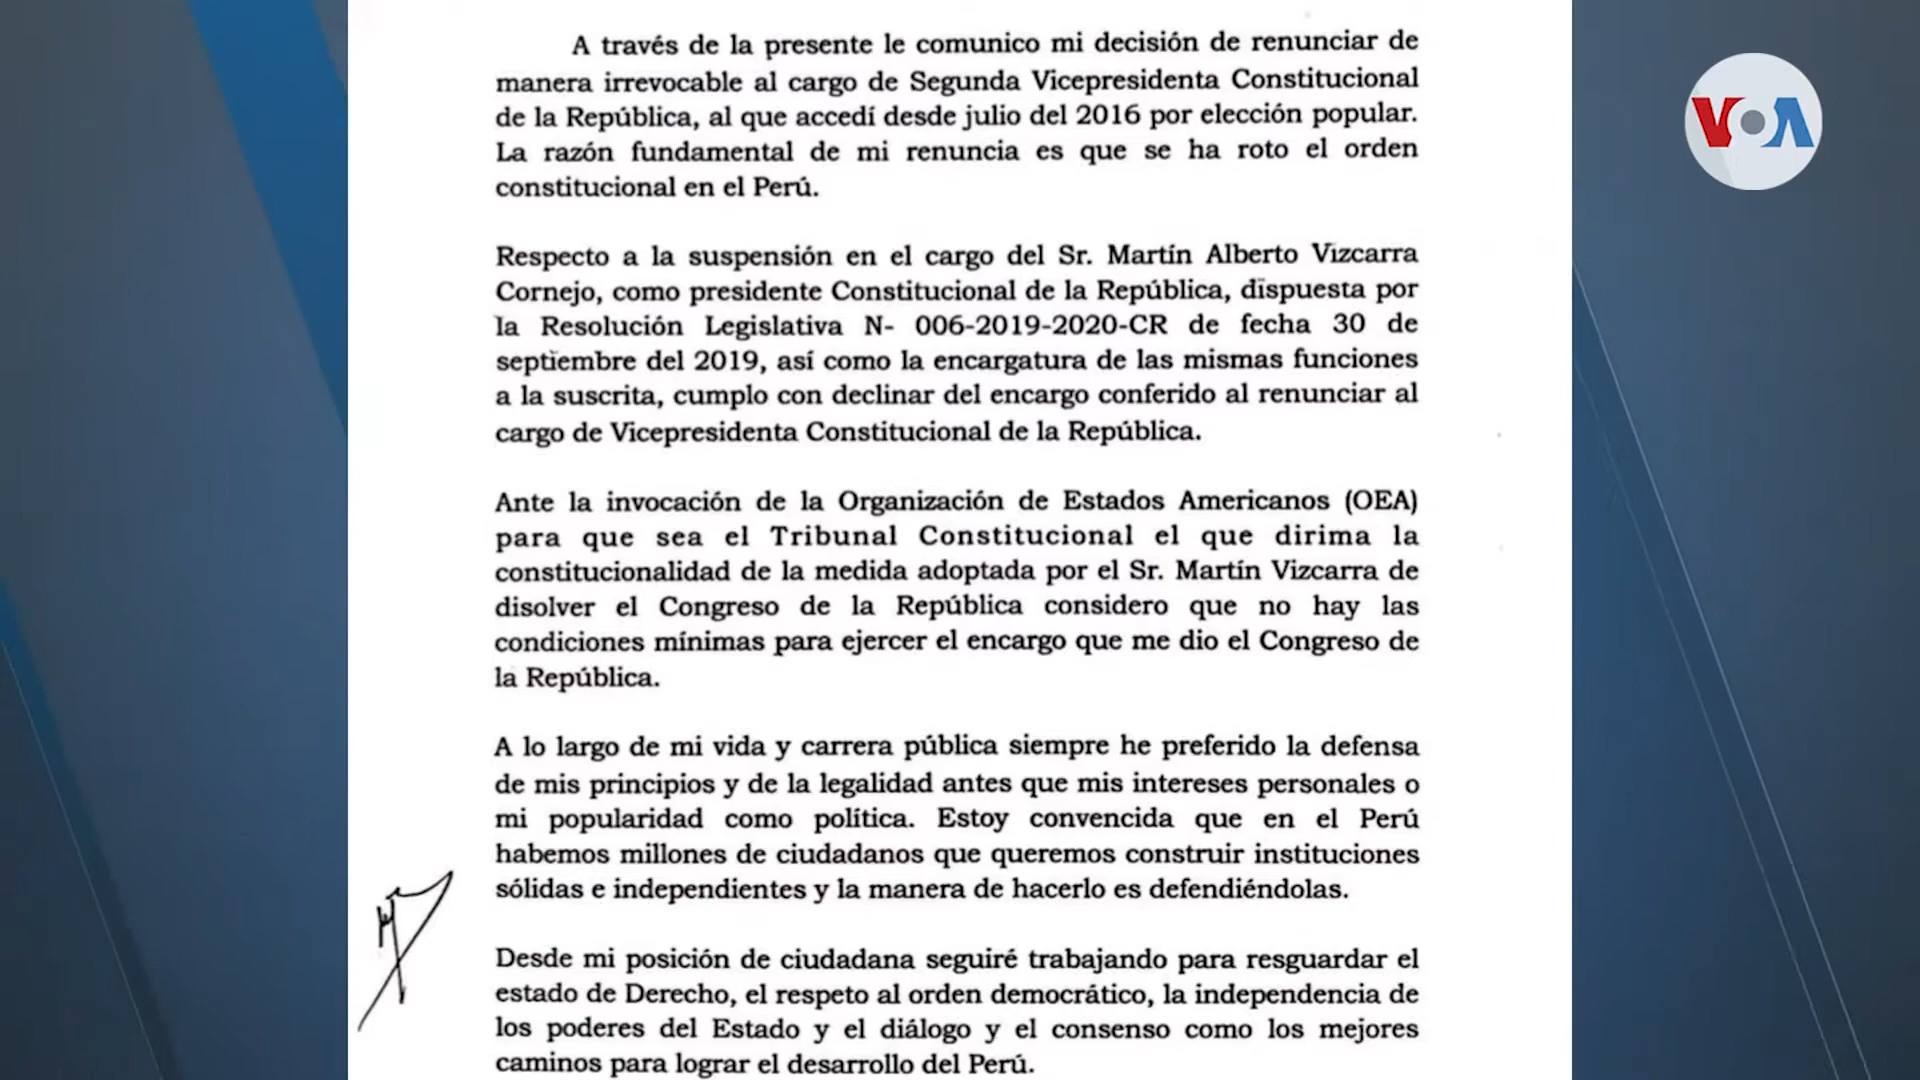 A través de la presente le comunico mi decisión de renunciar de
manera irrevocable al cargo de Segunda Vicepresidenta Constitucional
de la República, al que accedí desde julio del 2016 por elección popular.
La razón fundamental de mi renuncia es que se ha roto el orden
constitucional en el Perú.
Respecto a la suspensión en el cargo del Sr. Martín Alberto Vizcarra
Cornejo, como presidente Constitucional de la República, dispuesta por
la Resolución Legislativa N- 006-2019-2020-CR de fecha 30 de
septiembre del 2019, así como la encargatura de las mismas funciones
a la suscrita, cumplo con declinar del encargo conferido al renunciar al
cargo de Vicepresidenta Constitucional de la República.
Ante la invocación de la Organización de Estados Americanos (OEA)
para que sea el Tribunal Constitucional el que dirima la
constitucionalidad de la medida adoptada por el Sr. Martín Vizcarra de
disolver el Congreso de la República considero que no hay las
condiciones mínimas para ejercer el encargo que me dio el Congreso de
la República.
A lo largo de mi vida y carrera pública siempre he preferido la defensa
de mis principios y de la legalidad antes que mis intereses personales o
mi popularidad como política. Estoy convencida que en el Perú
habemos millones de ciudadanos que queremos construir instituciones
sólidas e independientes y la manera de hacerlo es defendiéndolas.
Desde mi posición de ciudadana seguiré trabajando para resguardar el
estado de Derecho, el respeto al orden democrático, la independencia de
los poderes del Estado y el diálogo y el consenso como los mejores
caminos para lograr el desarrollo del Perú.
VOA